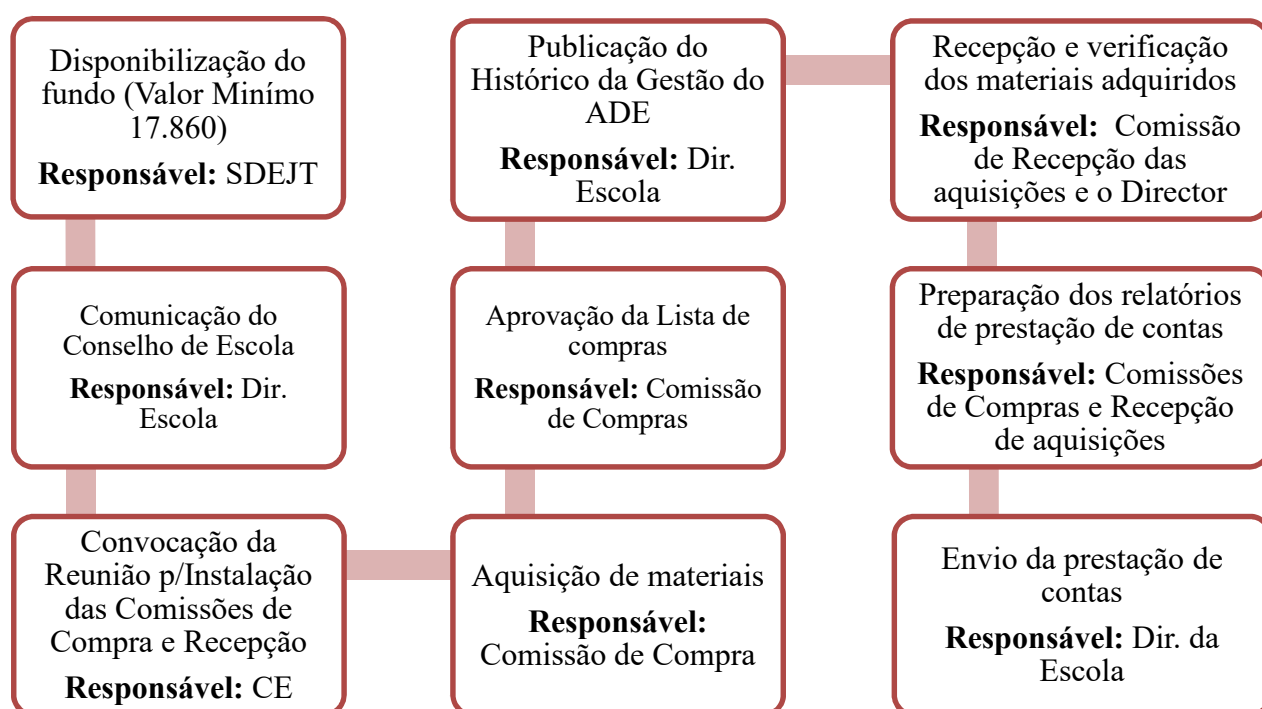 Disponibilização do
fundo (Valor Minímo
17.860)
Responsável: SDEJT
Comunicação do
Conselho de Escola
Responsável: Dir.
Escola
Convocação da
Reunião p/Instalação
das Comissões de
Compra e Recepção
Responsável: CE
Aquisição de materiais
Responsável:
Comissão de Compra
Aprovação da Lista de
compras
Responsável: Comissão
de Compras
Publicação do
Histórico da Gestão do
ADE
Responsável: Dir.
Escola
Recepção e verificação
dos materiais adquiridos
Responsável: Comissão
de Recepção das
aquisições e o Director
Preparação dos relatórios
de prestação de contas
Responsável: Comissões
de Compras e Recepção
de aquisições
Envio da prestação de
contas
Responsável: Dir. da
Escola